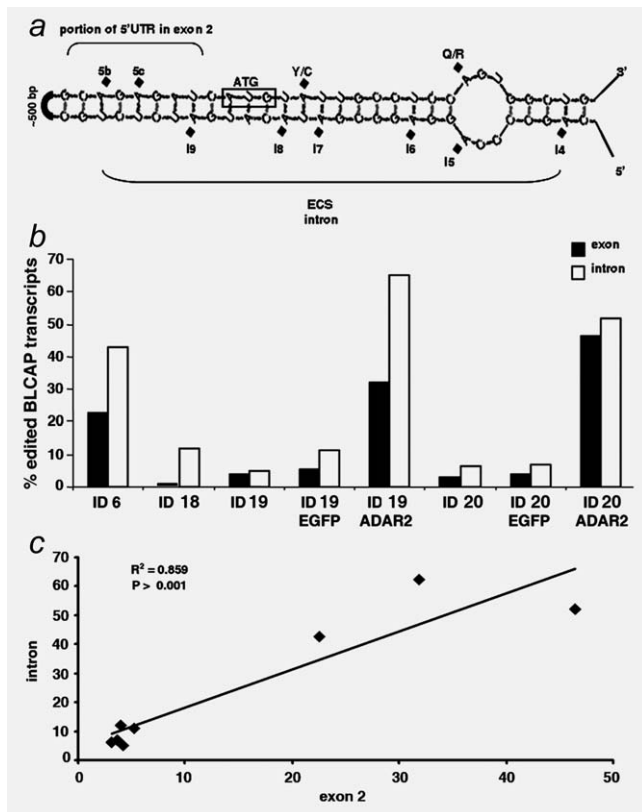 a
portion of 5'UTR in exon 2
5b 5c ATG Y/C Q/R 3'
~500 bp
I9 I8 I7 I6 I5 I4 5'
ECS
intron
b
exon
intron
% edited BLCAP transcripts
70
60
50
40
30
20
10
0
ID 6 ID 18 ID 19 ID 19 ID 19 ID 20 ID 20 ID 20
EGFP ADAR2 EGFP ADAR2
c
R² = 0.859
P > 0.001
intron
70
60
50
40
30
20
10
0
0 10 20 30 40 50
exon 2